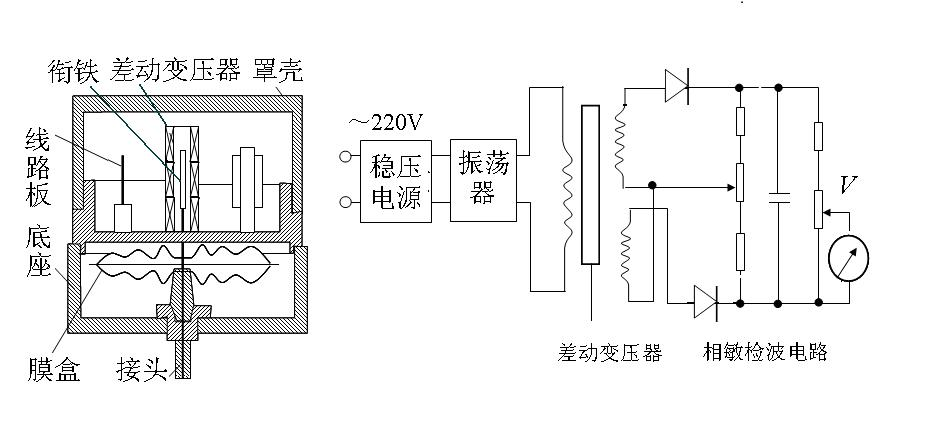 衔铁 差动变压器 罩壳
线路板
底座
膜盒
接头
～220V
稳压
电源
振荡
器
V
差动变压器
相敏检波电路